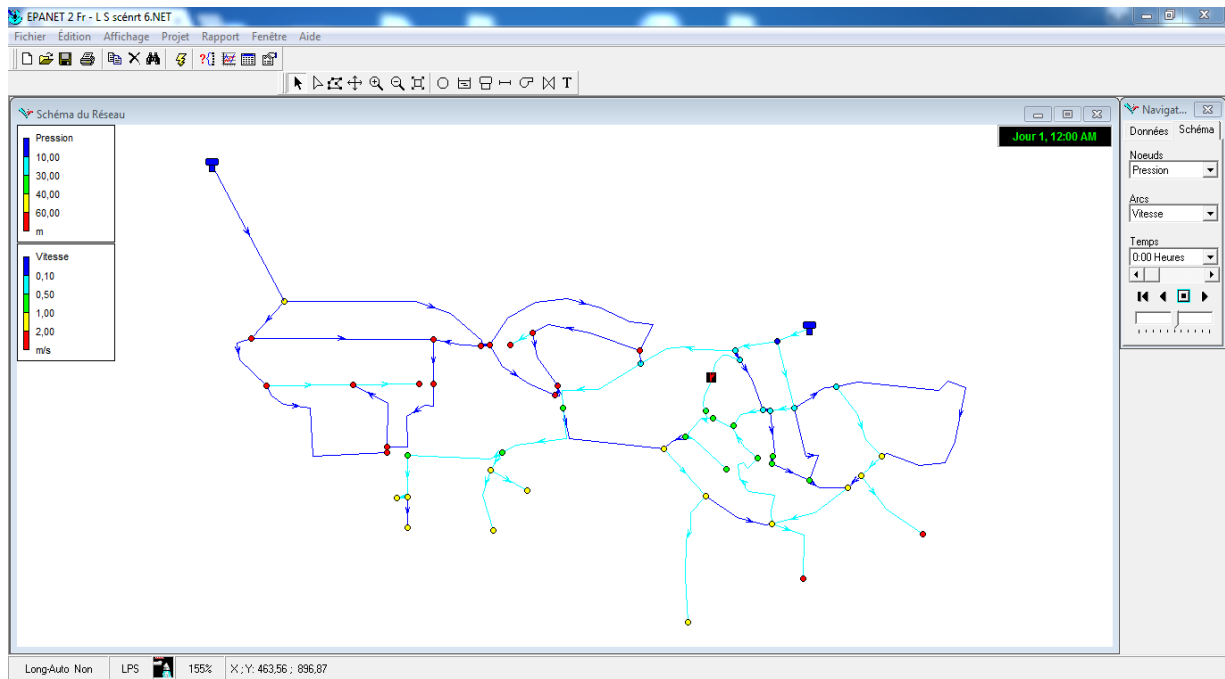 EPANET 2 Fr - L S scénrt 6.NET
Fichier Édition Affichage Projet Rapport Fenêtre Aide
T
Schéma du Réseau
Pression
10,00
30,00
40,00
60,00
m
Vitesse
0,10
0,50
1,00
2,00
m/s
Jour 1, 12:00 AM
Navigat...
Données Schéma
Noeuds
Pression
Arcs
Vitesse
Temps
0:00 Heures
Long-Auto Non LPS 155% X ; Y: 463,56 ; 896,87